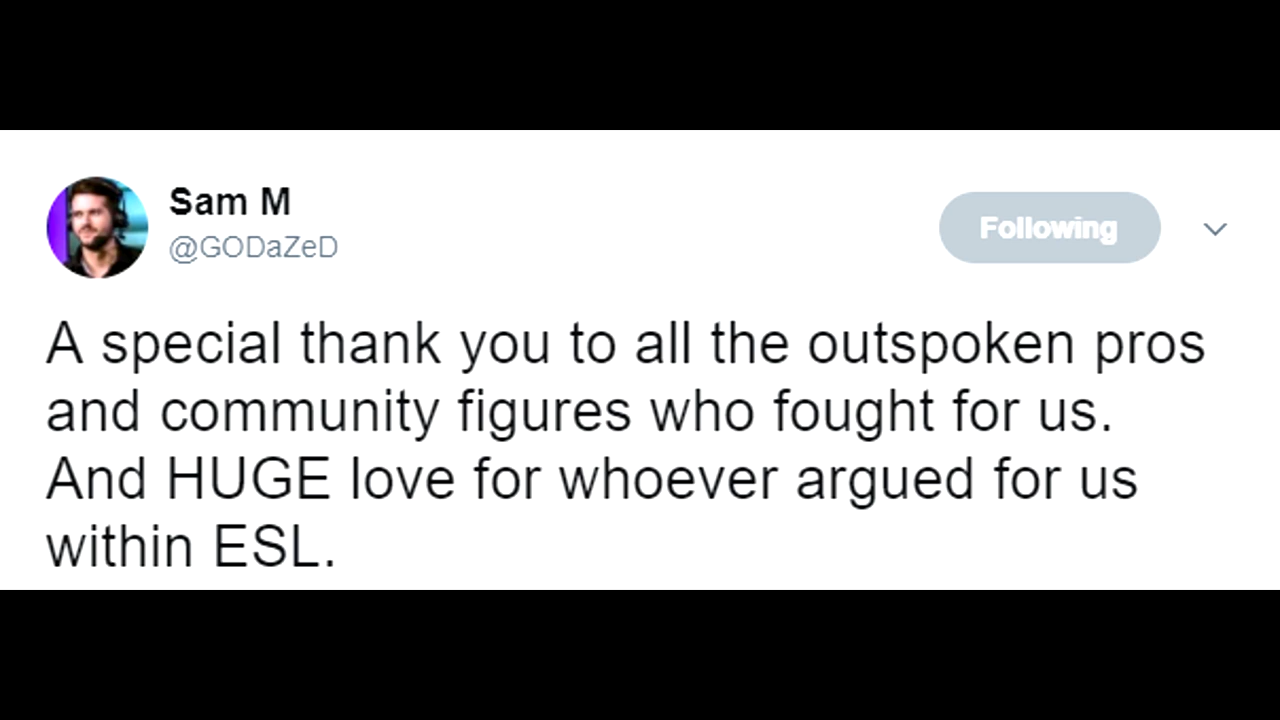 Sam M
@GODaZeD
Following
A special thank you to all the outspoken pros
and community figures who fought for us.
And HUGE love for whoever argued for us
within ESL.